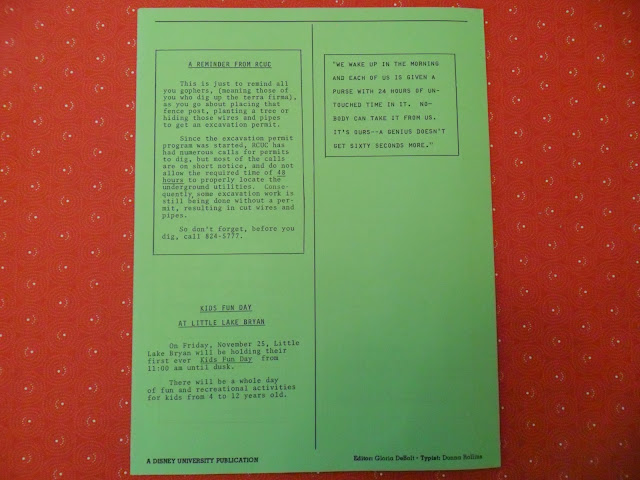 A REMINDER FROM RCUC
This is just to remind all
you gophers, (meaning those of
you who dig up the terra firma),
as you go about placing that
fence post, planting a tree or
hiding those wires and pipes
to get an excavation permit.
Since the excavation permit
program was started, RCUC has
had numerous calls for permits
to dig, but most of the calls
are on short notice, and do not
allow the required time of 48
hours to properly locate the
underground utilities. Conse-
quently some excavation work is
still being done without a per-
mit, resulting in cut wires and
pipes.
So don't forget, before you
dig, call 824-5777.
KIDS FUN DAY
AT LITTLE LAKE BRYAN
On Friday, November 25, Little
Lake Bryan will be holding their
first ever Kids Fun Day from
11:00 am until dusk.
There will be a whole day
of fun and recreational activities
for kids from 4 to 12 years old.
"WE WAKE UP IN THE MORNING
AND EACH OF US IS GIVEN A
PURSE WITH 24 HOURS OF UN-
TOUCHED TIME IN IT. NO-
BODY CAN TAKE IT FROM US.
IT'S OURS--A GENIUS DOESN'T
GET SIXTY SECONDS MORE."
A DISNEY UNIVERSITY PUBLICATION
Editor: Gloria DeBolt - Typist: Donna Rollins